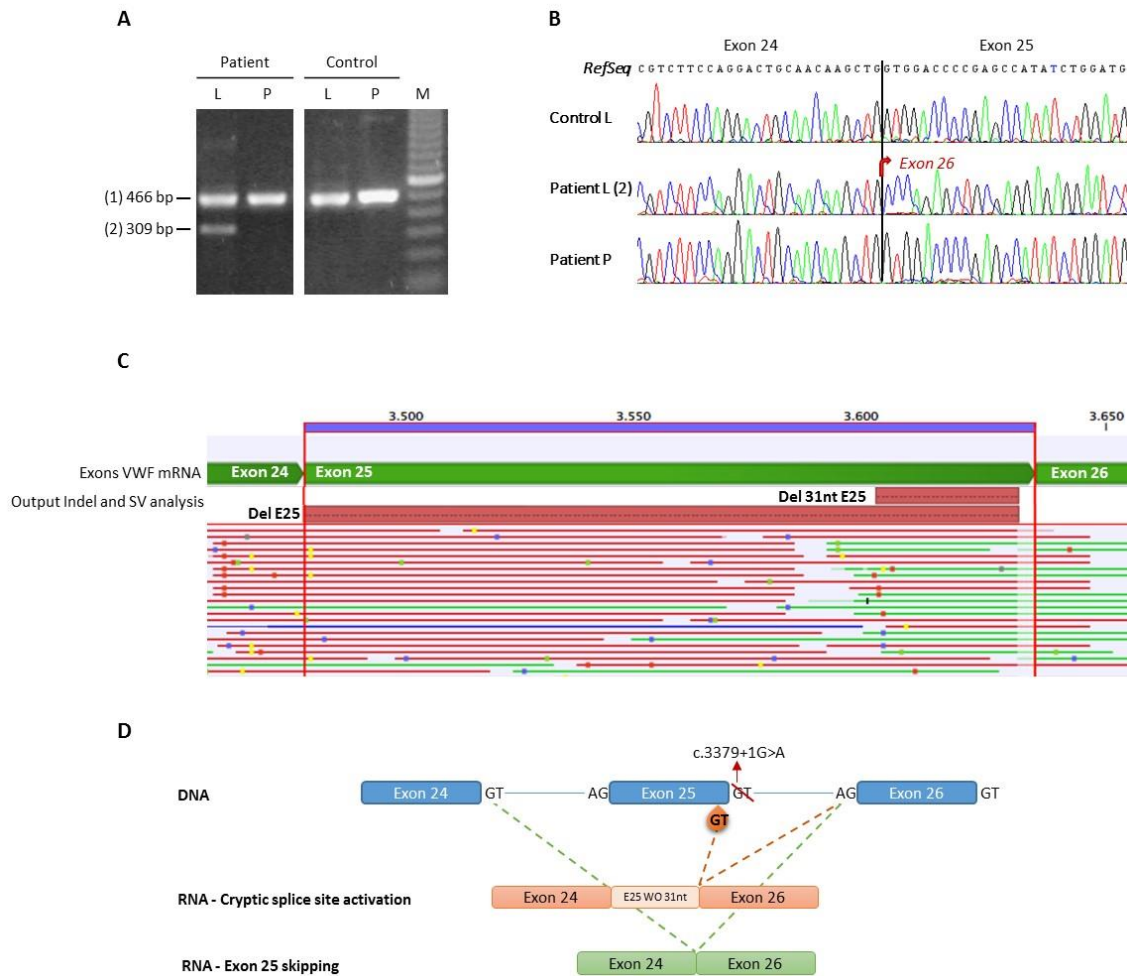 A
Patient Control
L P L P M
(1) 466 bp
(2) 309 bp
B
Exon 24 Exon 25
RefSeq CGTCTTCCAGGACTGCAACAAGCTGGTGGACCCCGAGCCATATCTGGATG
Control L
Exon 26
Patient L (2)
Patient P
C
3.500 3.550 3.600 3.650
Exons VWF mRNA Exon 24 Exon 25 Exon 26
Output Indel and SV analysis Del 31nt E25
Del E25
D
c.3379+1G>A
DNA Exon 24 GT AG Exon 25 GT AG Exon 26 GT
GT
RNA - Cryptic splice site activation Exon 24 E25 WO 31nt Exon 26
RNA - Exon 25 skipping Exon 24 Exon 26